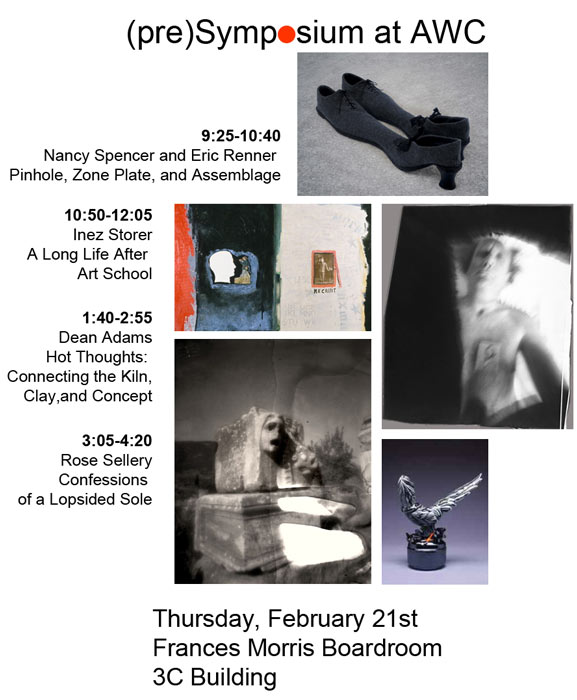 (pre)Symposium at AWC
9:25-10:40
Nancy Spencer and Eric Renner
Pinhole, Zone Plate, and Assemblage
10:50-12:05
Inez Storer
A Long Life After
Art School
1:40-2:55
Dean Adams
Hot Thoughts:
Connecting the Kiln,
Clay,and Concept
3:05-4:20
Rose Sellery
Confessions
of a Lopsided Sole
Thursday, February 21st
Frances Morris Boardroom
3C Building